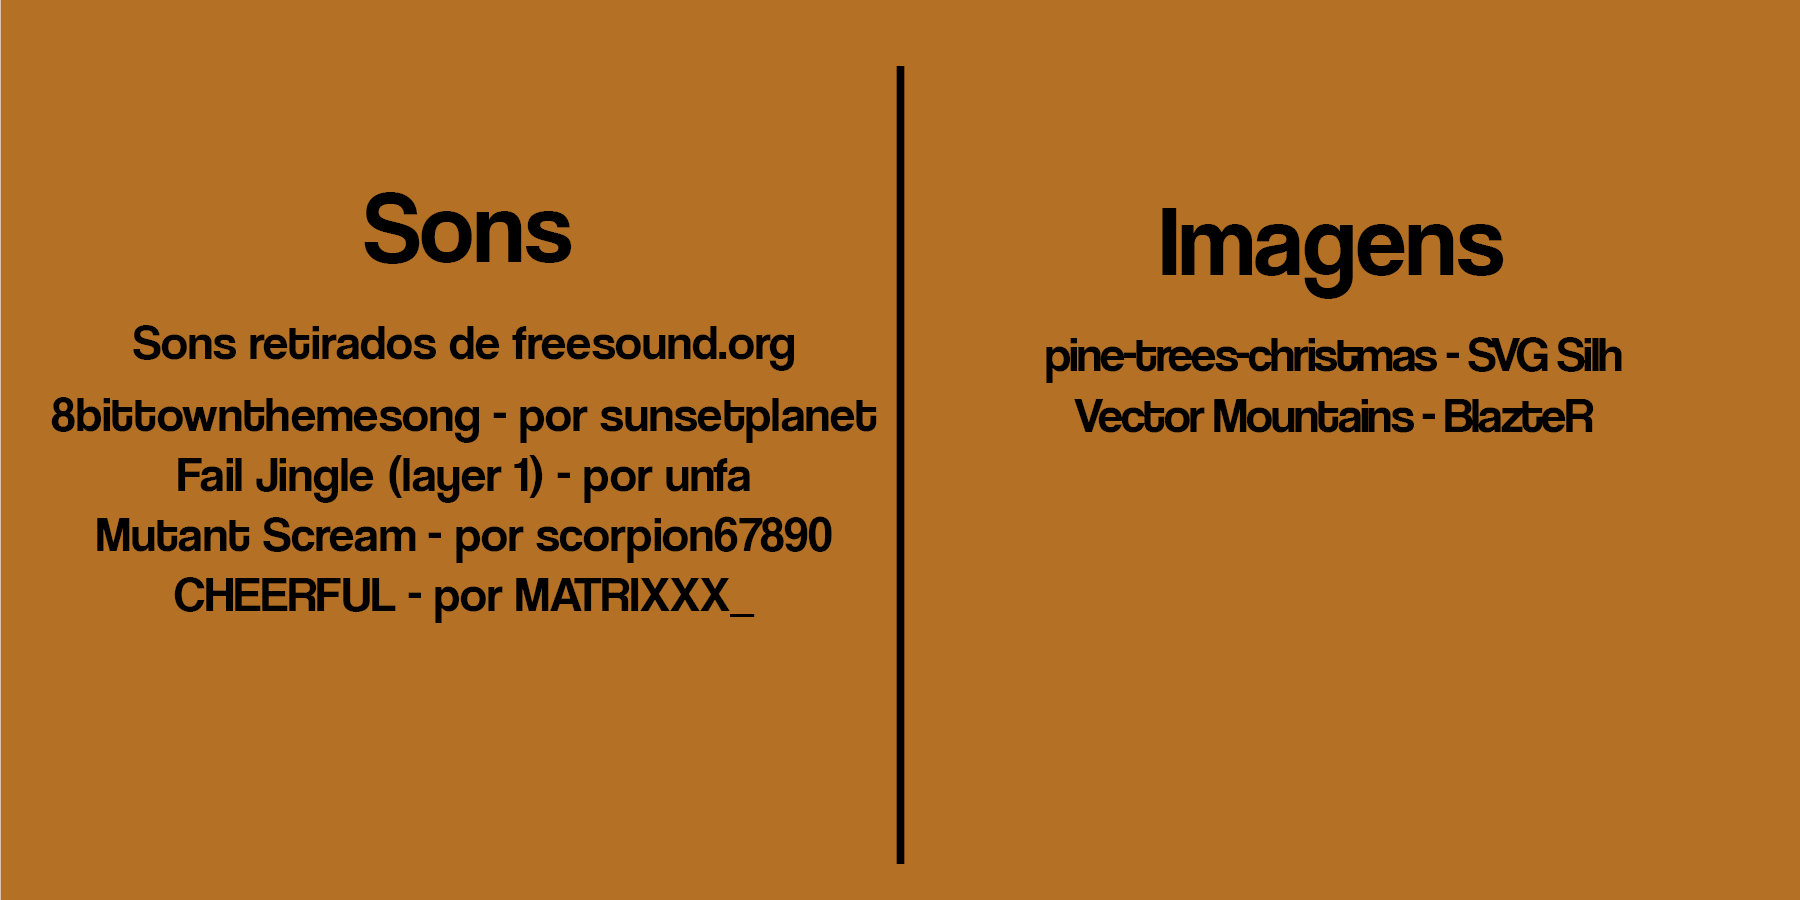 Sons
Sons retirados de freesound.org
8bittownthemesong - por sunsetplanet
Fail Jingle (layer 1) - por unfa
Mutant Scream - por scorpion67890
CHEERFUL - por MATRIXXX_
Imagens
pine-trees-christmas - SVG Silh
Vector Mountains - BlazteR